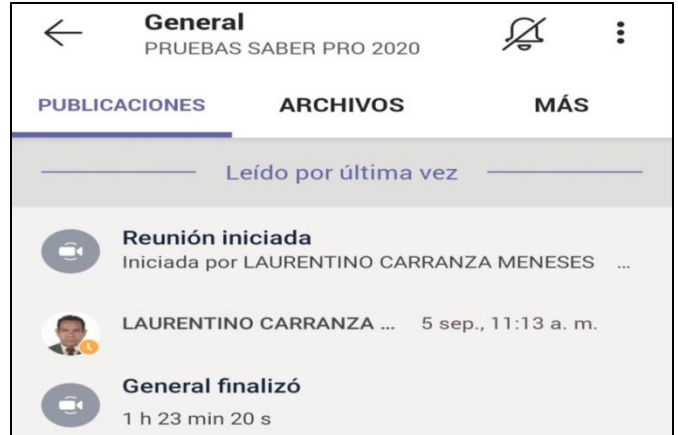 General
PRUEBAS SABER PRO 2020
PUBLICACIONES ARCHIVOS MÁS
Leído por última vez
Reunión iniciada
Iniciada por LAURENTINO CARRANZA MENESES ...
LAURENTINO CARRANZA ... 5 sep., 11:13 a. m.
General finalizó
1 h 23 min 20 s